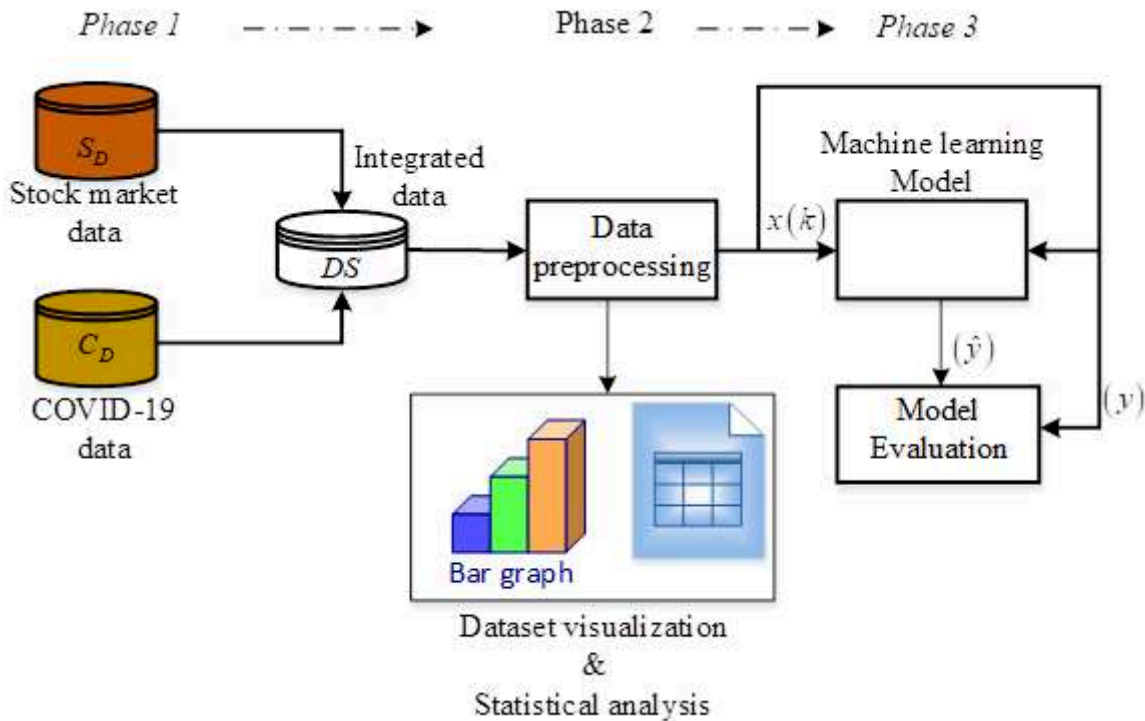 Phase 1
Phase 2
Phase 3
S_D
Stock market
data
Integrated
data
DS
C_D
COVID-19
data
Data
preprocessing
x(k)
Machine learning
Model
(ŷ)
(y)
Model
Evaluation
Bar graph
Dataset visualization
&
Statistical analysis